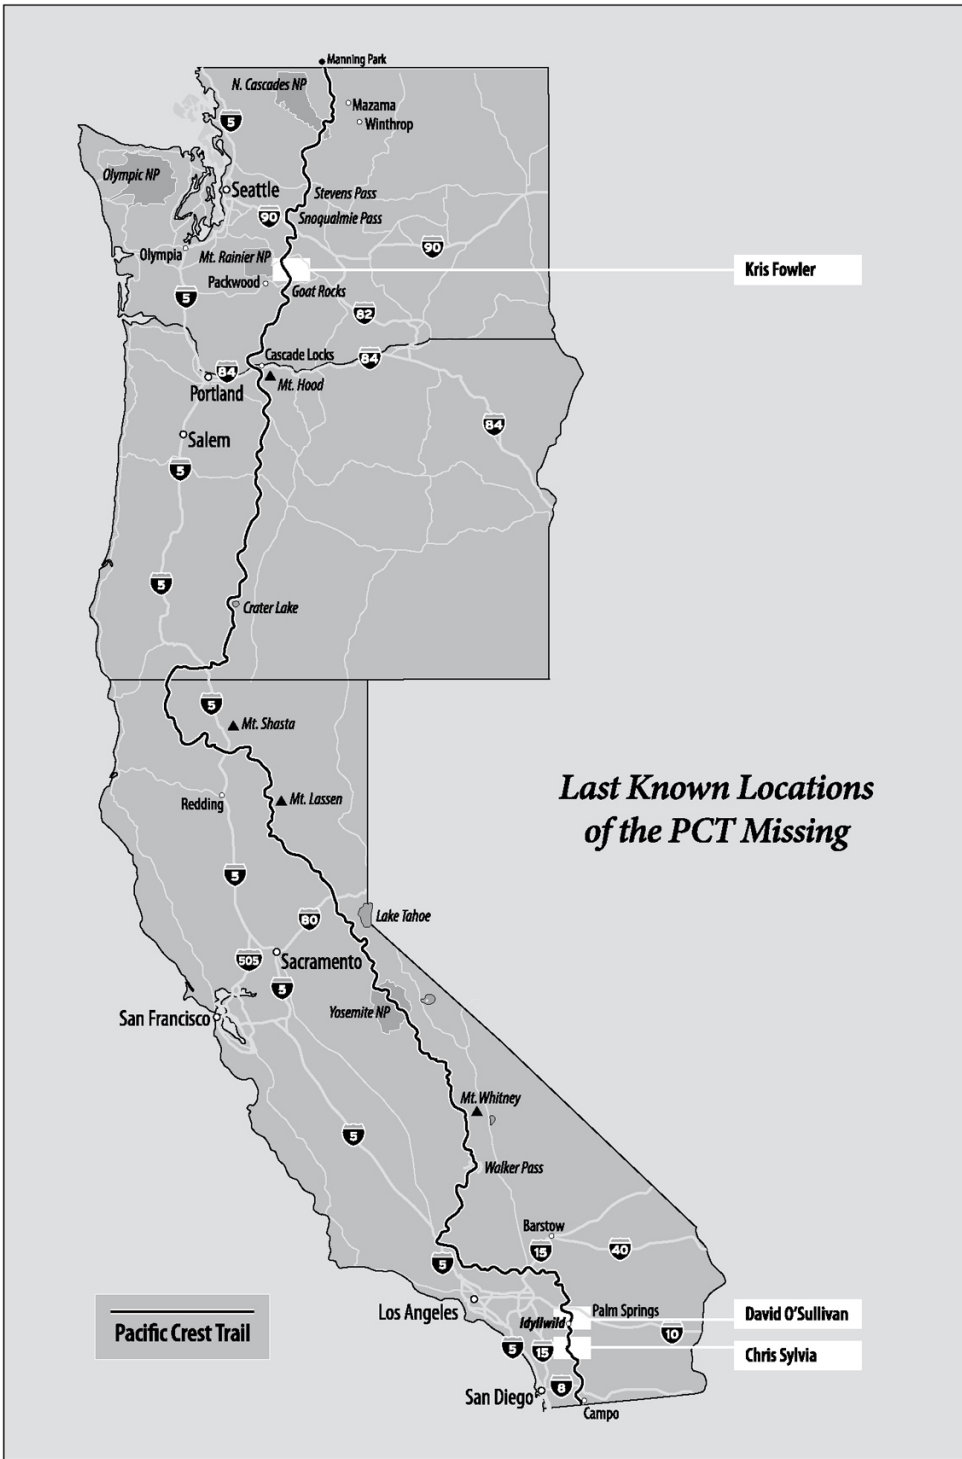 Manning Park
N. Cascades NP
Mazama
5
Winthrop
Olympic NP
Seattle
Stevens Pass
90
Snoqualmie Pass
90
Olympia
Mt. Rainier NP
Kris Fowler
Packwood
Goat Rocks
5
82
Cascade Locks
84
84
Mt. Hood
Portland
84
Salem
5
5
Crater Lake
5
Mt. Shasta
Last Known Locations
of the PCT Missing
Redding
Mt. Lassen
5
80
Lake Tahoe
505
Sacramento
5
San Francisco
Yosemite NP
Mt. Whitney
5
Walker Pass
Barstow
15
40
5
Los Angeles
Palm Springs
David O'Sullivan
Idyllwild
10
Pacific Crest Trail
5
15
Chris Sylvia
8
San Diego
Campo